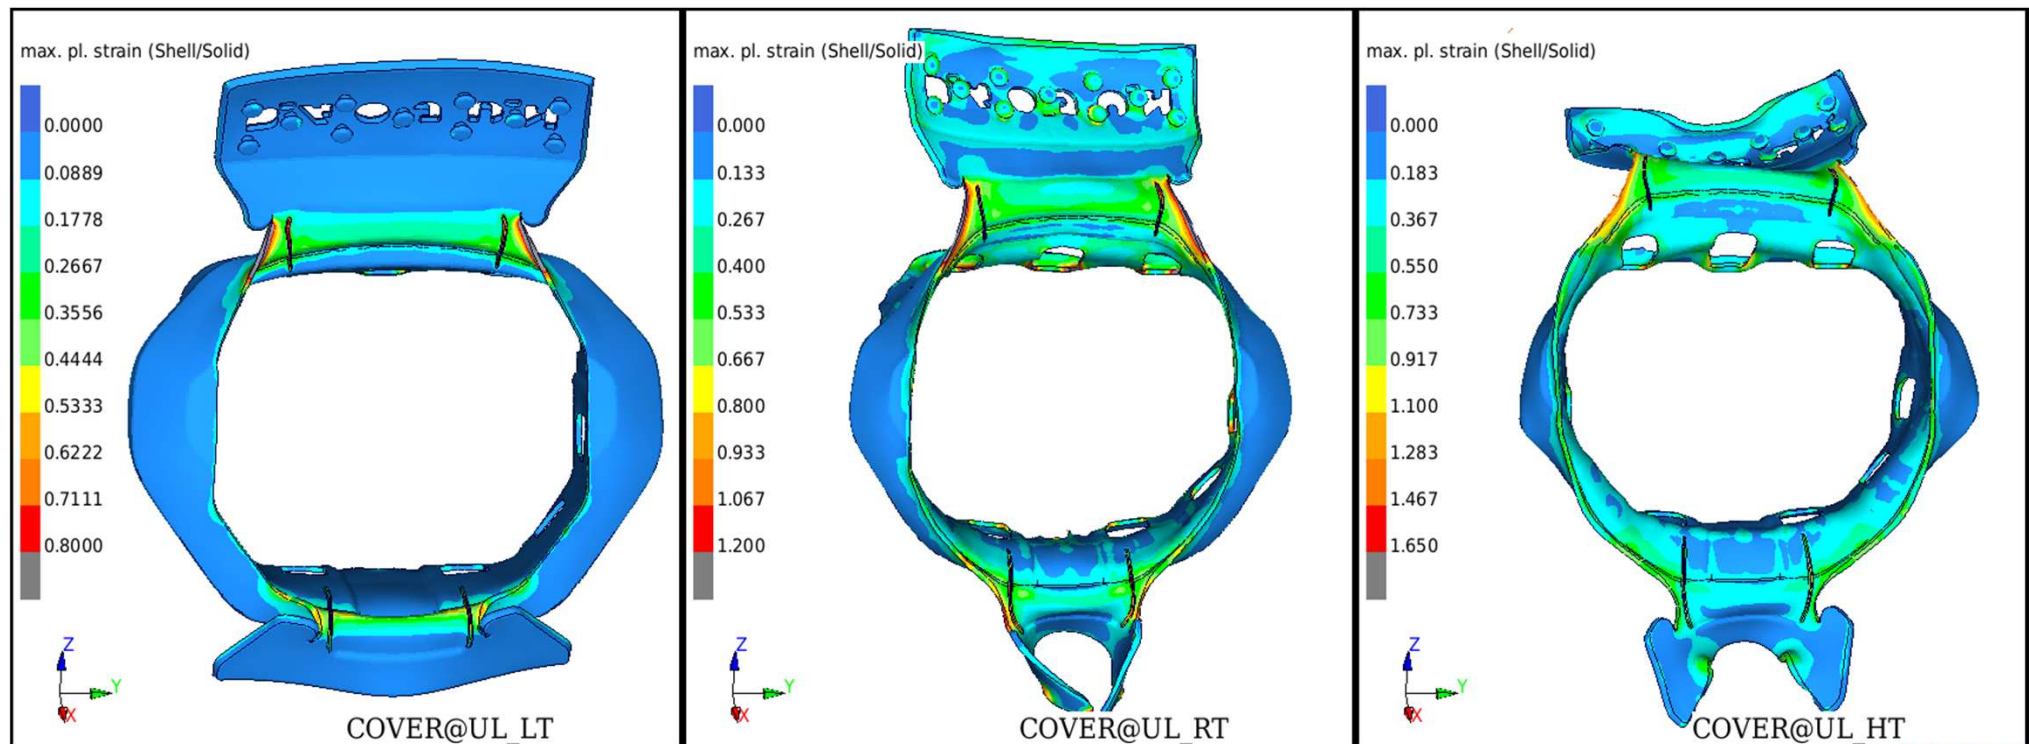 max. pl. strain (Shell/Solid)
0.0000
0.0889
0.1778
0.2667
0.3556
0.4444
0.5333
0.6222
0.7111
0.8000
Z
Y
X
COVER@UL_LT
max. pl. strain (Shell/Solid)
0.000
0.133
0.267
0.400
0.533
0.667
0.800
0.933
1.067
1.200
Z
Y
X
COVER@UL_RT
max. pl. strain (Shell/Solid)
0.000
0.183
0.367
0.550
0.733
0.917
1.100
1.283
1.467
1.650
Z
Y
X
COVER@UL_HT